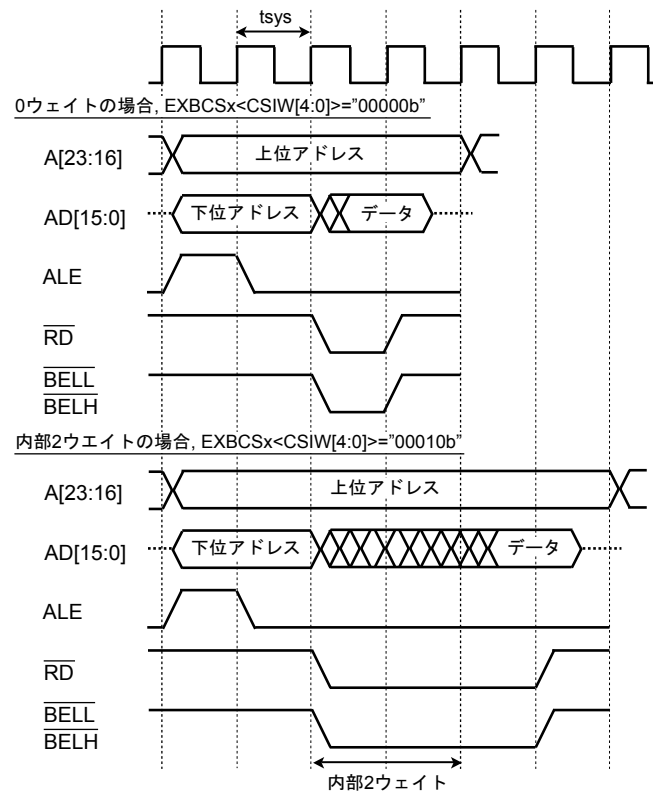 tsys
0ウェイトの場合, EXBCSx<CSIW[4:0]>="00000b"
A[23:16]
上位アドレス
AD[15:0]
下位アドレス
データ
ALE
RD
BELL
BELH
内部2ウエイトの場合, EXBCSx<CSIW[4:0]>="00010b"
A[23:16]
上位アドレス
AD[15:0]
下位アドレス
データ
ALE
RD
BELL
BELH
内部2ウェイト